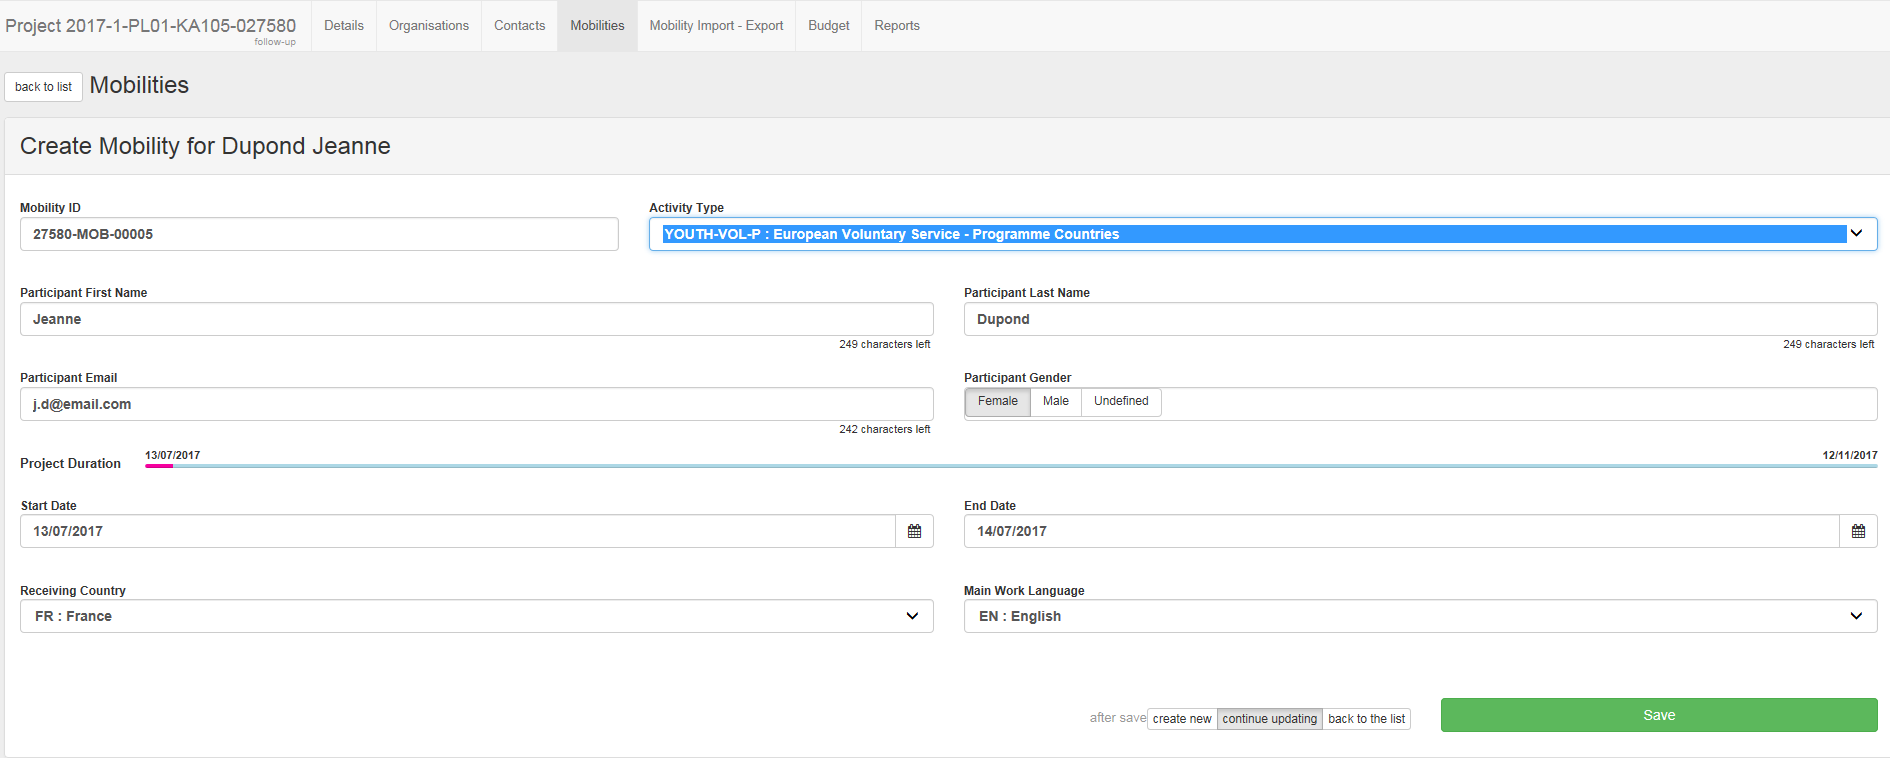 Project 2017-1-PL01-KA105-027580 Details Organisations Contacts Mobilities Mobility Import - Export Budget Reports
follow-up
back to list Mobilities
Create Mobility for Dupond Jeanne
Mobility ID Activity Type
27580-MOB-00005 YOUTH-VOL-P : European Voluntary Service - Programme Countries
Participant First Name Participant Last Name
Jeanne Dupond
249 characters left 249 characters left
Participant Email Participant Gender
j.d@email.com Female Male Undefined
242 characters left
Project Duration 13/07/2017 12/11/2017
Start Date End Date
13/07/2017 14/07/2017
Receiving Country Main Work Language
FR : France EN : English
after save create new continue updating back to the list Save